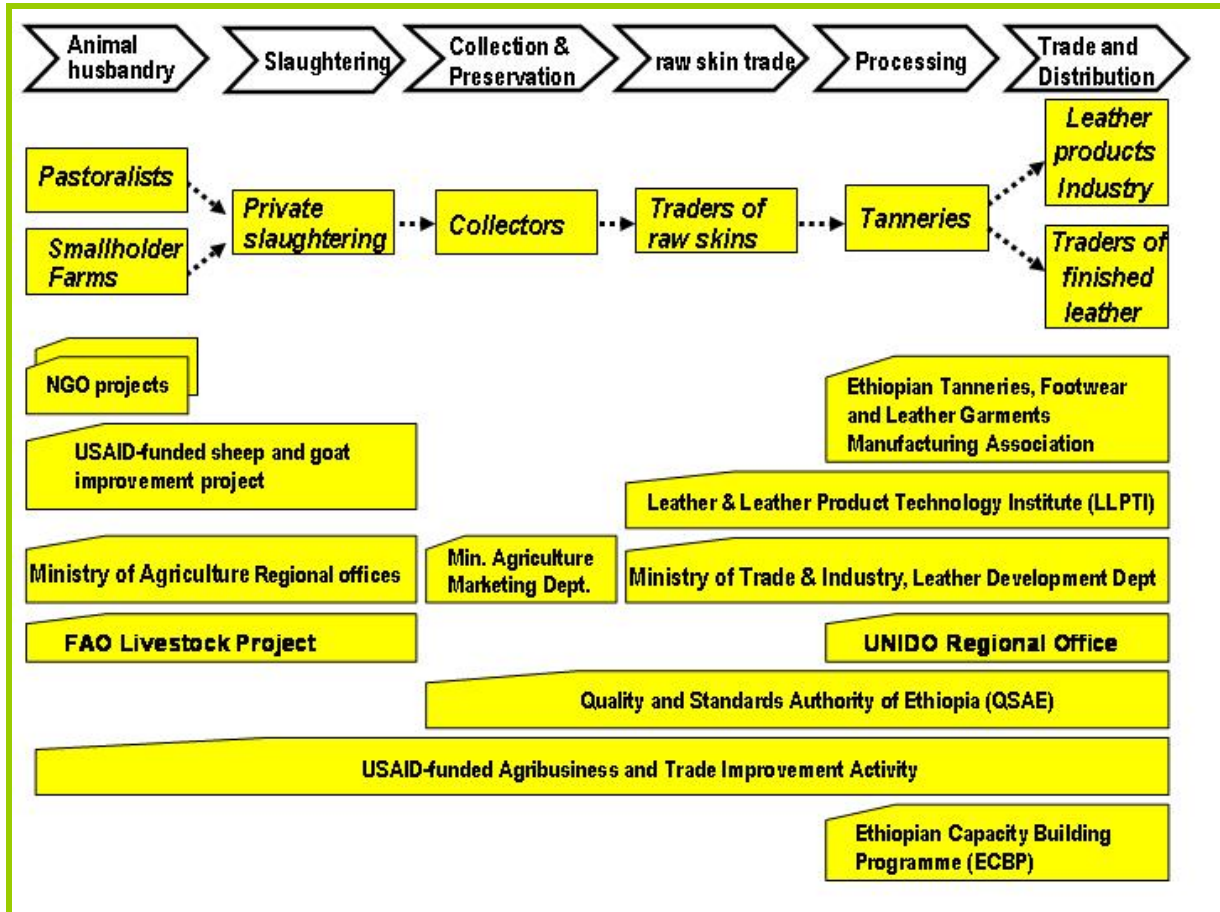 Animal
husbandry
Slaughtering
Collection &
Preservation
raw skin trade
Processing
Trade and
Distribution
Pastoralists
Smallholder
Farms
Private
slaughtering
Collectors
Traders of
raw skins
Tanneries
Leather
products
Industry
Traders of
finished
leather
NGO projects
Ethiopian Tanneries, Footwear
and Leather Garments
Manufacturing Association
USAID-funded sheep and goat
improvement project
Leather & Leather Product Technology Institute (LLPTI)
Ministry of Agriculture Regional offices
Min. Agriculture
Marketing Dept.
Ministry of Trade & Industry, Leather Development Dept
FAO Livestock Project
UNIDO Regional Office
Quality and Standards Authority of Ethiopia (QSAE)
USAID-funded Agribusiness and Trade Improvement Activity
Ethiopian Capacity Building
Programme (ECBP)